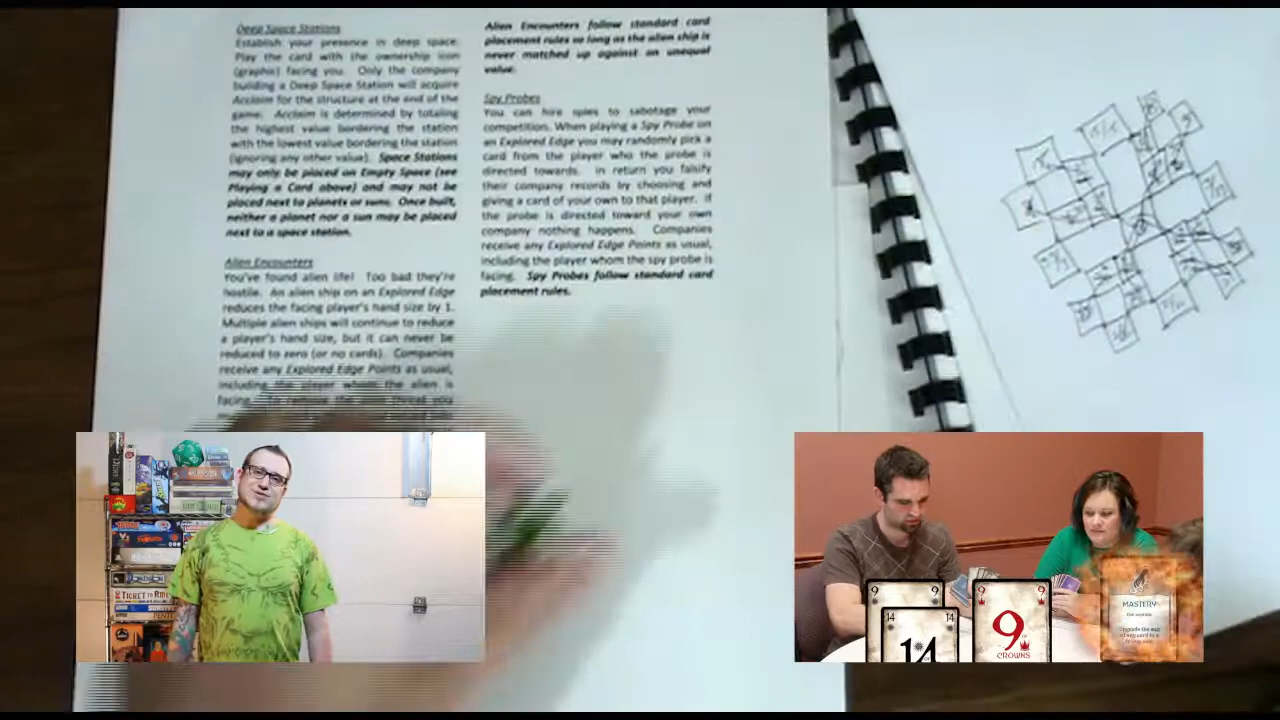 Deep Space Stations
Establish your presence in deep space.
Play the card with the ownership icon
(graphic) facing you. Only the company
building a Deep Space Station will acquire
Acclaim for the structure at the end of the
game. Acclaim is determined by totaling
the highest value bordering the station
with the lowest value bordering the station
(ignoring any other value). Space Stations
may only be placed on Empty Space (see
Playing a Card above) and may not be
placed next to planets or suns. Once built,
neither a planet nor a sun may be placed
next to a space station.
Alien Encounters
You've found alien life! Too bad they're
hostile. An alien ship on an Explored Edge
reduces the facing player's hand size by 1.
Multiple alien ships will continue to reduce
a player's hand size, but it can never be
reduced to zero (or no cards). Companies
receive any Explored Edge Points as usual,
including the player whom the alien is
facing. To remove the alien threat you
Alien Encounters follow standard card
placement rules so long as the alien ship is
never matched up against an unequal
value.
Spy Probes
You can hire spies to sabotage your
competition. When playing a Spy Probe on
an Explored Edge you may randomly pick a
card from the player who the probe is
directed towards. In return you falsify
their company records by choosing and
giving a card of your own to that player. If
the probe is directed toward your own
company nothing happens. Companies
receive any Explored Edge Points as usual,
including the player whom the spy probe is
facing. Spy Probes follow standard card
placement rules.
TICKET TO RIDE
9 9
14 14
14
9 9
9
CROWNS
MASTERY